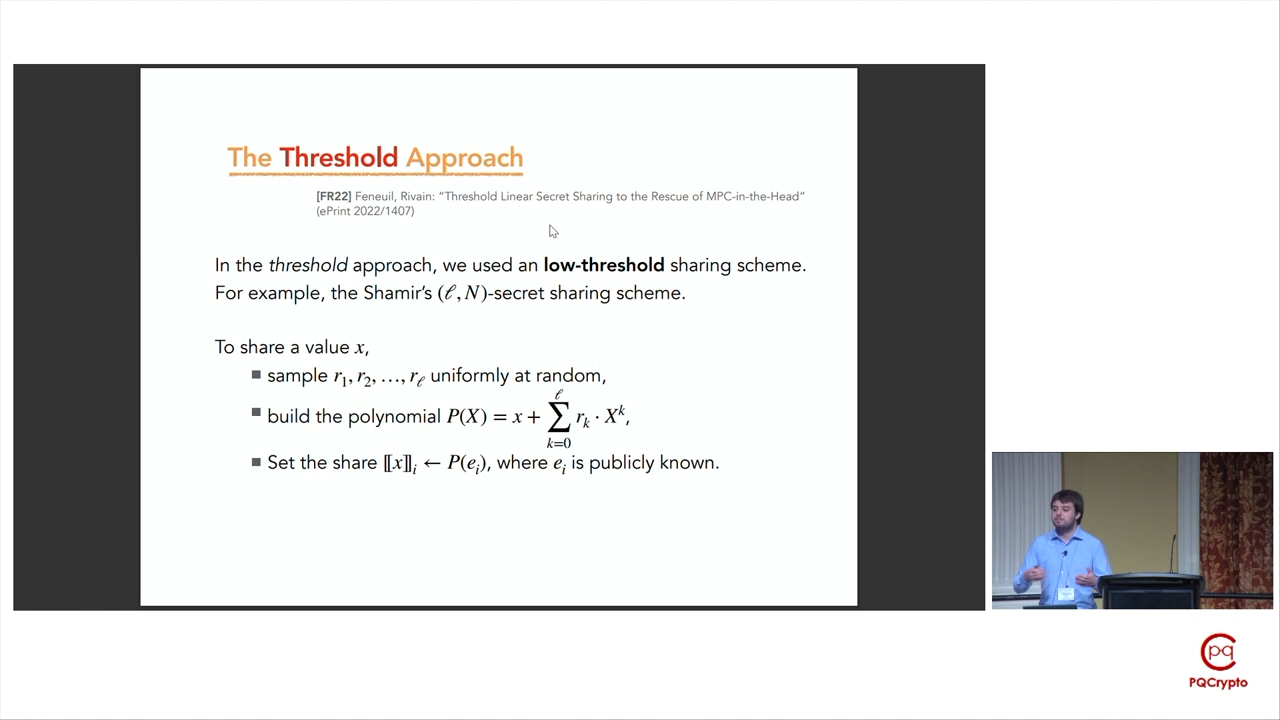 The Threshold Approach
[FR22] Feneuil, Rivain: “Threshold Linear Secret Sharing to the Rescue of MPC-in-the-Head”
(ePrint 2022/1407)
In the threshold approach, we used an low-threshold sharing scheme.
For example, the Shamir’s (ℓ, N)-secret sharing scheme.
To share a value x,
■ sample r₁, r₂, …, r_ℓ uniformly at random,
■ build the polynomial P(X) = x + ∑_{k=0}^{ℓ} r_k · X^k,
■ Set the share ⟦x⟧ᵢ ← P(eᵢ), where eᵢ is publicly known.
pq
PQCrypto